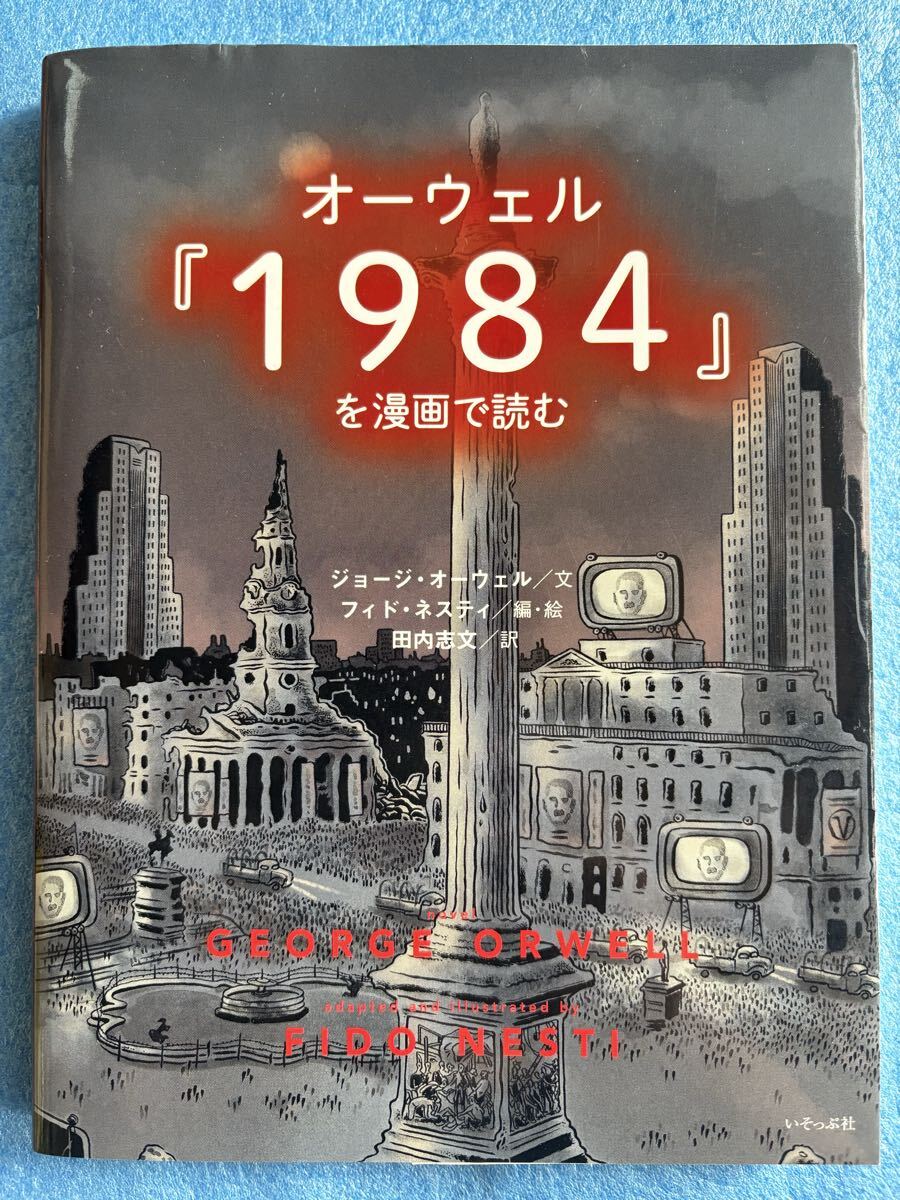 オーウェル
『1984』
を漫画で読む
ジョージ・オーウェル／文
フィド・ネスティ／編・絵
田内志文／訳
novel
GEORGE ORWELL
adapted and illustrated by
FIDO NESTI
いそっぷ社
V